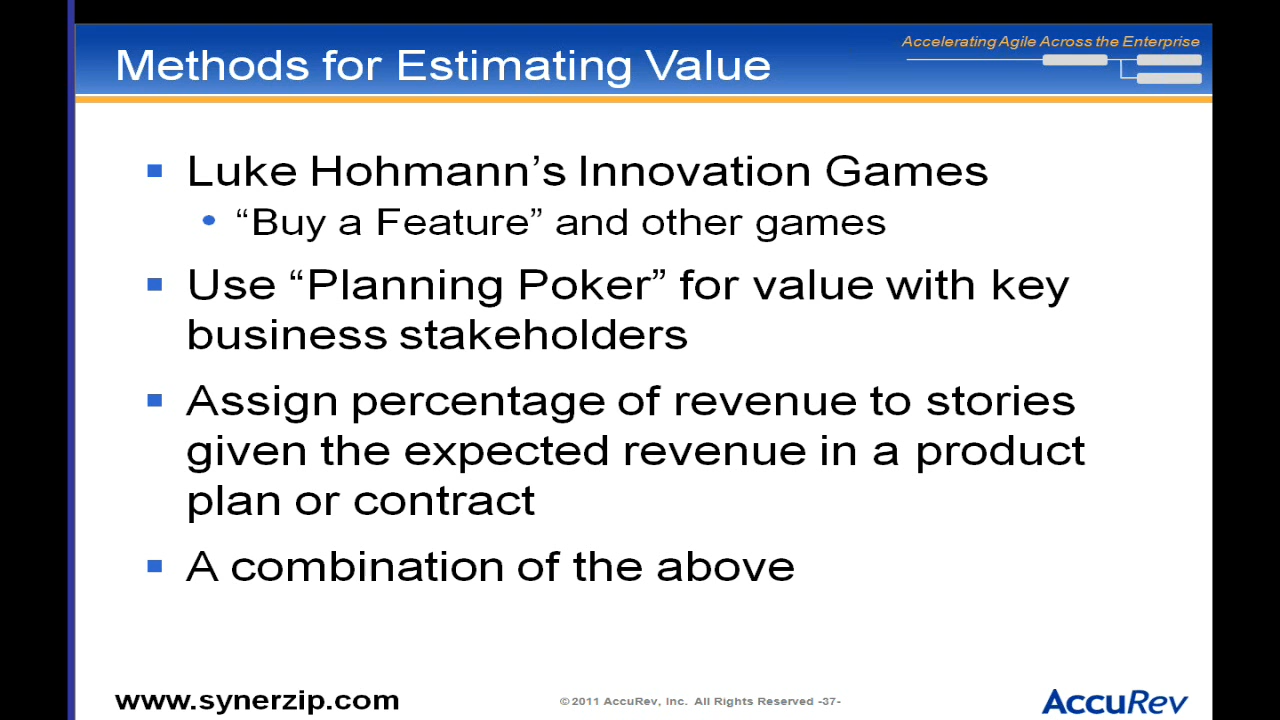 Accelerating Agile Across the Enterprise
Methods for Estimating Value
Luke Hohmann’s Innovation Games
“Buy a Feature” and other games
Use “Planning Poker” for value with key
business stakeholders
Assign percentage of revenue to stories
given the expected revenue in a product
plan or contract
A combination of the above
www.synerzip.com
© 2011 AccuRev, Inc. All Rights Reserved -37-
AccuRev